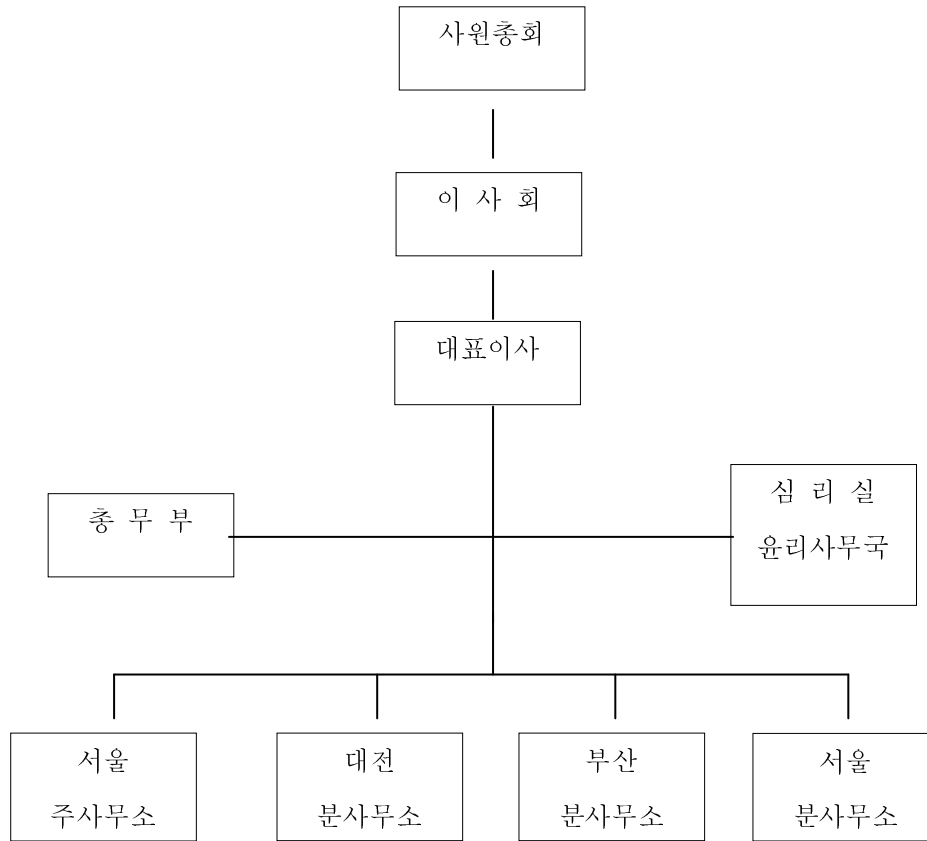 사원총회
이 사 회
대표이사
총 무 부
심 리 실
윤리사무국
서울
주사무소
대전
분사무소
부산
분사무소
서울
분사무소